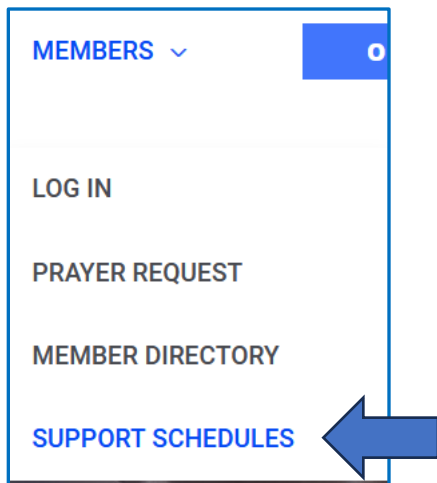 MEMBERS
LOG IN
PRAYER REQUEST
MEMBER DIRECTORY
SUPPORT SCHEDULES